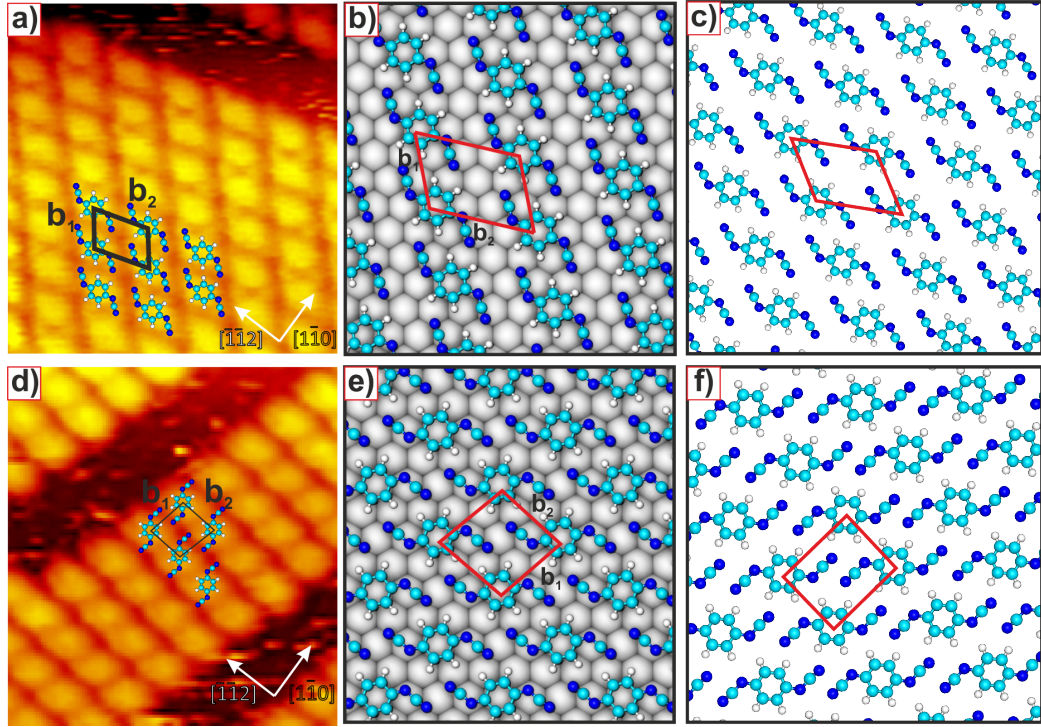 a)
b₁
b₂
[1̅1̅2]
[11̅0]
b)
b₁
b₂
c)
d)
b₁
b₂
[1̅1̅2]
[11̅0]
e)
b₂
b₁
f)